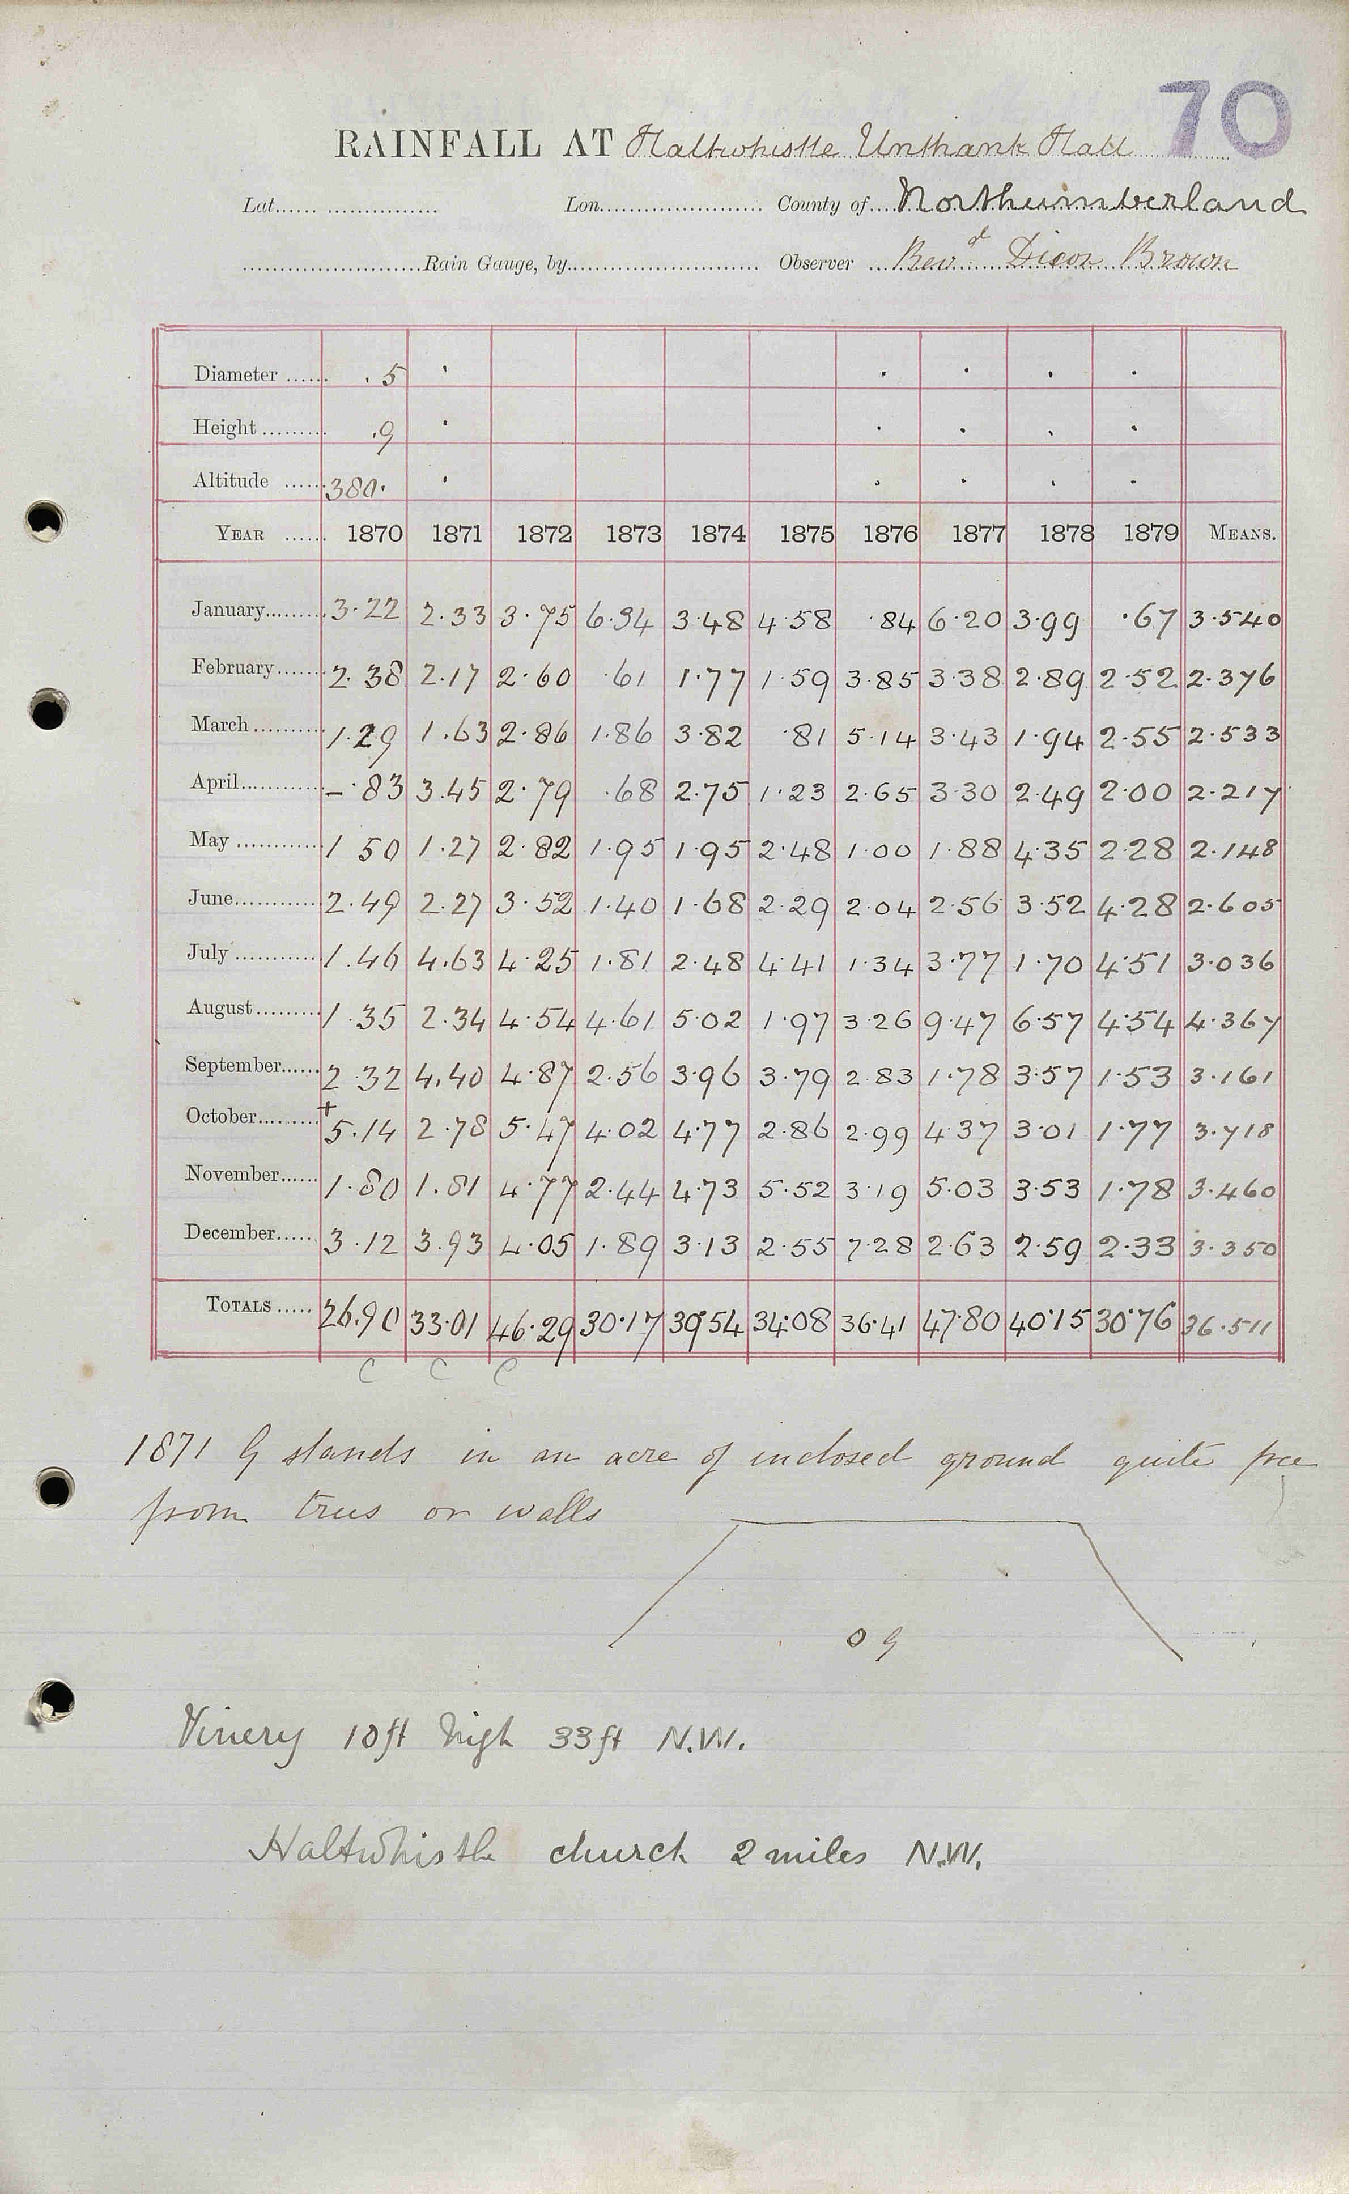 70
RAINFALL AT Haltwhistle Unthank Hall
Lat. Lon. County of Northumberland
Rain Gauge, by Observer Revd Dixon Brown
Diameter ...... .5
Height ......... .9
Altitude ...... 380.
YEAR ...... 1870 1871 1872 1873 1874 1875 1876 1877 1878 1879 MEANS.
January......... 3.22 2.33 3.75 6.34 3.48 4.58 .84 6.20 3.99 .67 3.540
February....... 2.38 2.17 2.60 .61 1.77 1.59 3.85 3.38 2.89 2.52 2.376
March........... 1.29 1.63 2.86 1.86 3.82 .81 5.14 3.43 1.94 2.55 2.533
April............ – .83 3.45 2.79 .68 2.75 1.23 2.65 3.30 2.49 2.00 2.217
May ............ 1 50 1.27 2.82 1.95 1.95 2.48 1.00 1.88 4.35 2.28 2.148
June............ 2.49 2.27 3.52 1.40 1.68 2.29 2.04 2.56 3.52 4.28 2.605
July ............ 1.46 4.63 4.25 1.81 2.48 4.41 1.34 3.77 1.70 4.51 3.036
August......... 1.35 2.34 4.54 4.61 5.02 1.97 3.26 9.47 6.57 4.54 4.367
September...... 2.32 4.40 4.87 2.56 3.96 3.79 2.83 1.78 3.57 1.53 3.161
October......... + 5.14 2.78 5.47 4.02 4.77 2.86 2.99 4.37 3.01 1.77 3.718
November...... 1.80 1.81 4.77 2.44 4.73 5.52 3.19 5.03 3.53 1.78 3.460
December..... 3.12 3.93 4.05 1.89 3.13 2.55 7.28 2.63 2.59 2.33 3.350
TOTALS ..... 26.90 33.01 46.29 30.17 39.54 34.08 36.41 47.80 40.15 30.76 36.511
C C C
1871 G stands in an acre of inclosed ground quite free
from trees or walls
O G
Vinery 10ft high 33ft N.W.
Haltwhistle church 2 miles N.W.